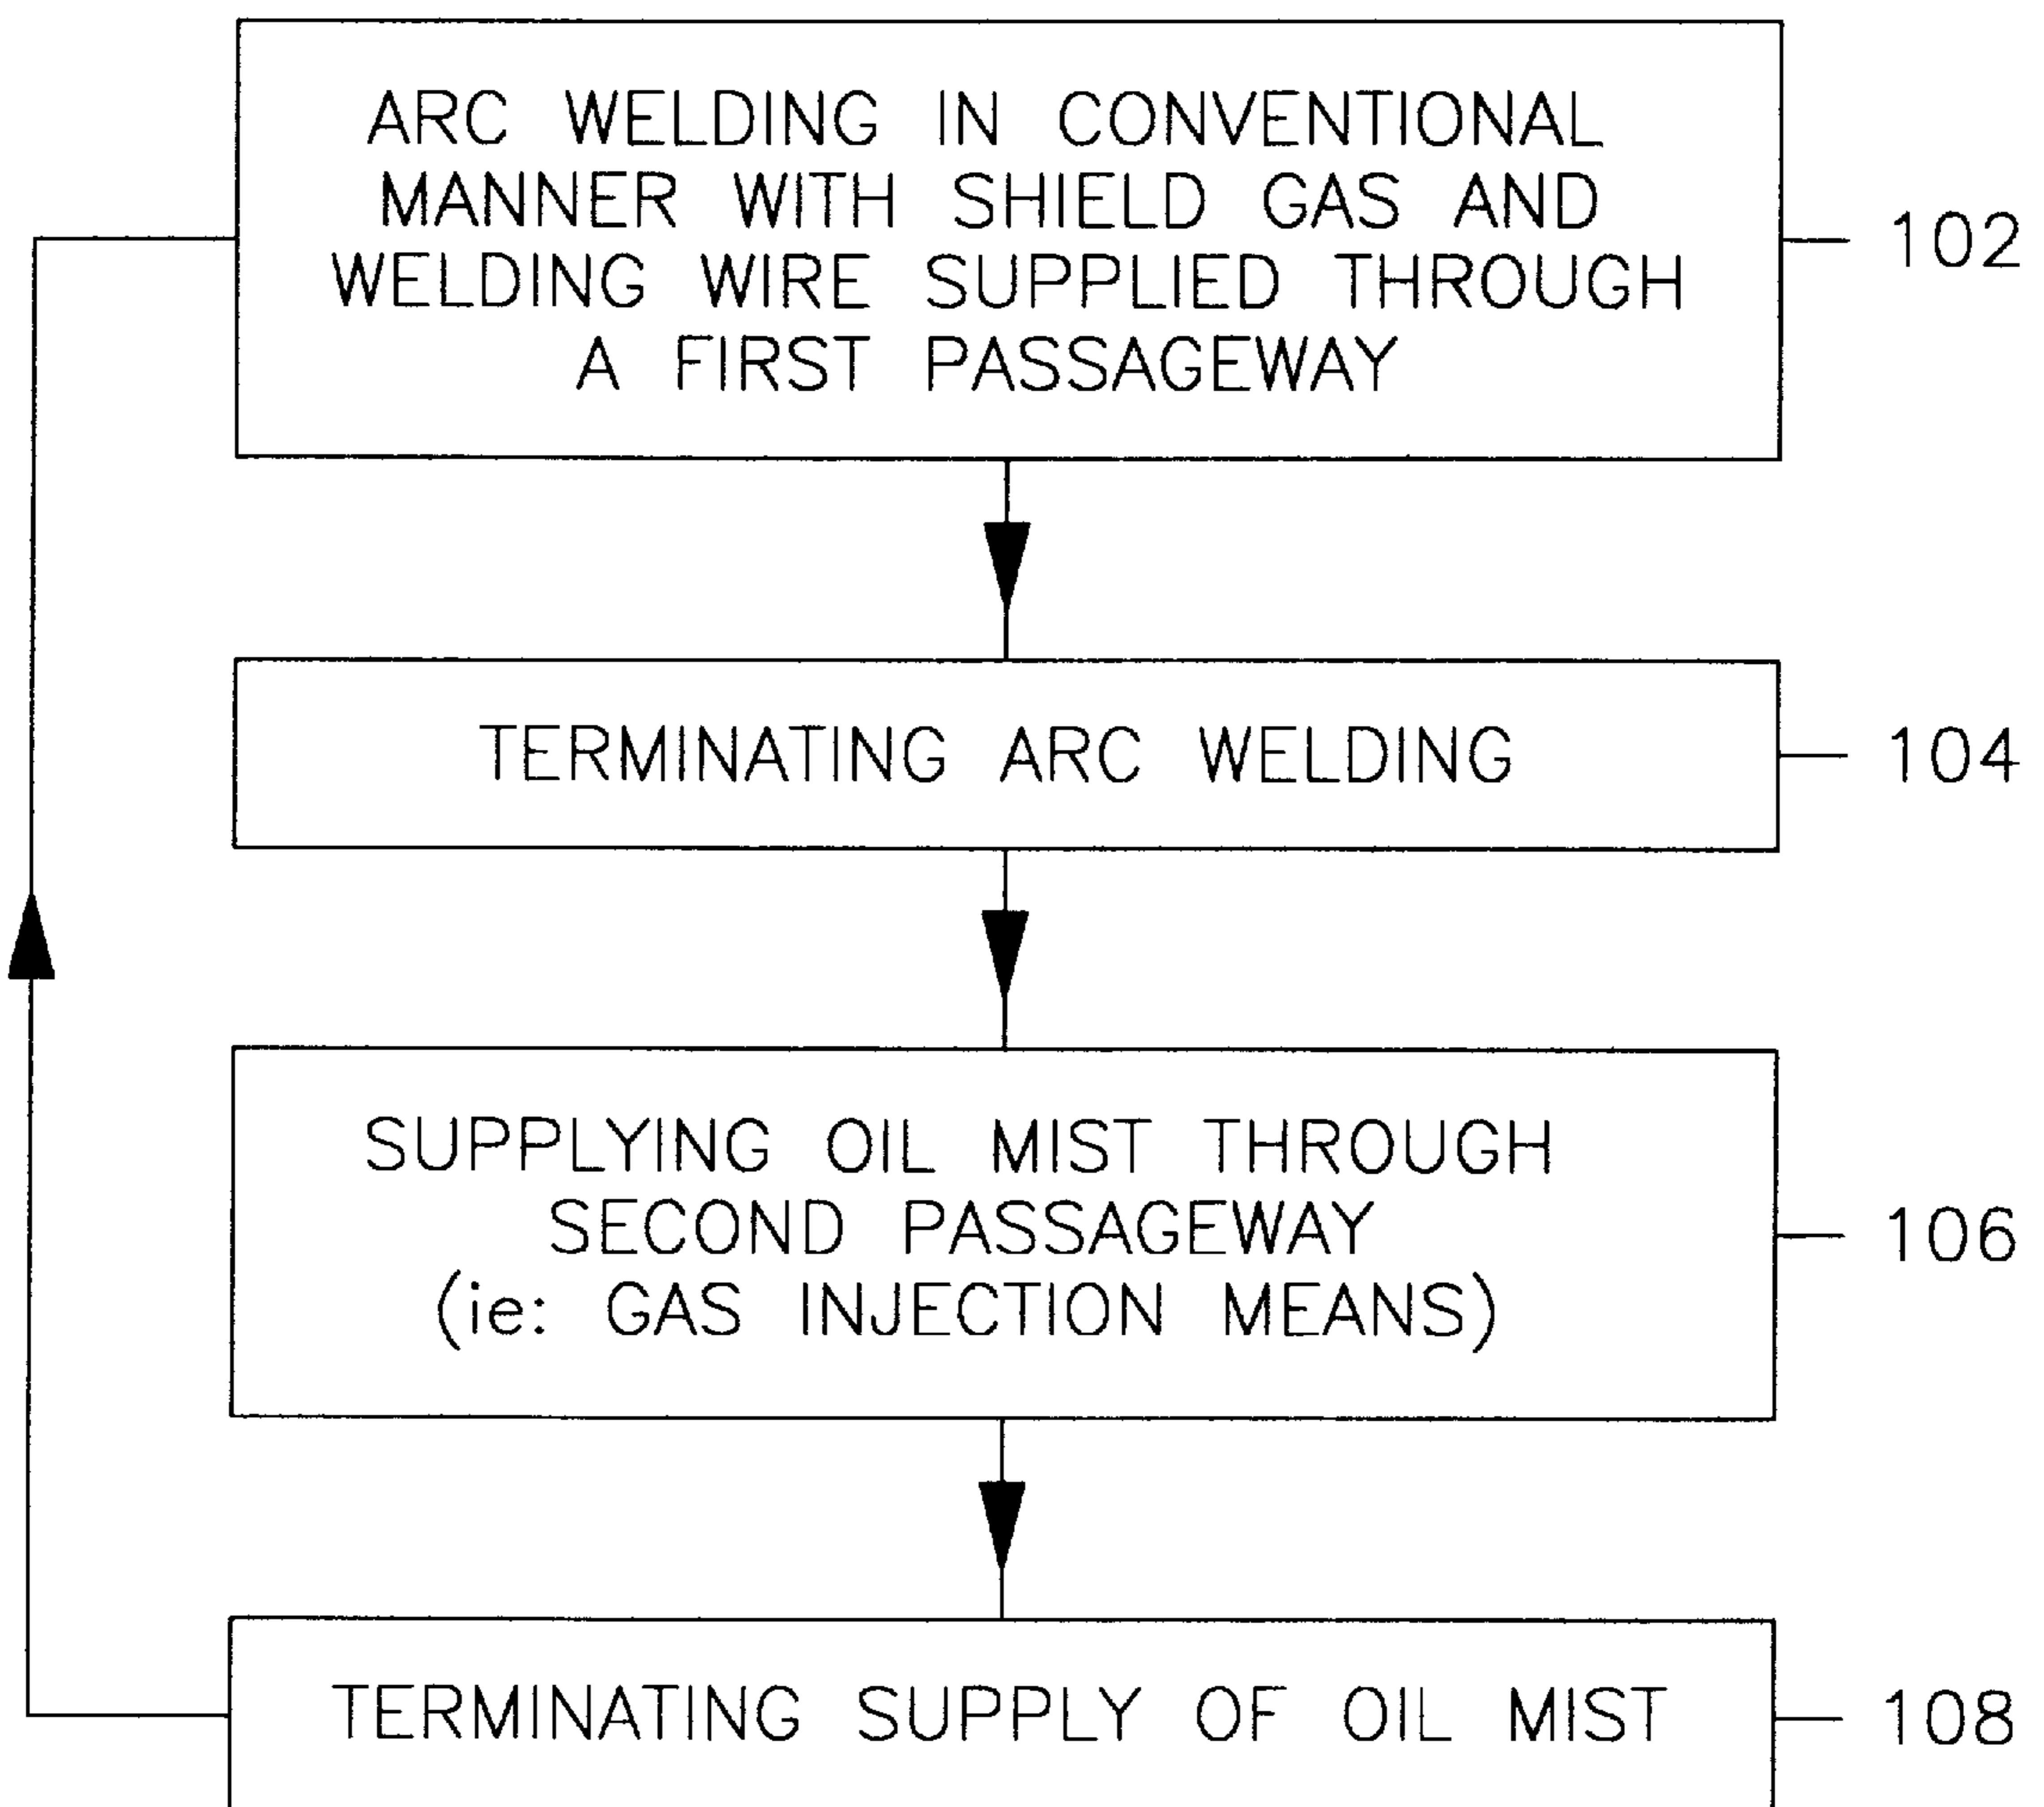 ARC WELDING IN CONVENTIONAL
MANNER WITH SHIELD GAS AND
WELDING WIRE SUPPLIED THROUGH
A FIRST PASSAGEWAY
102
TERMINATING ARC WELDING
104
SUPPLYING OIL MIST THROUGH
SECOND PASSAGEWAY
(ie: GAS INJECTION MEANS)
106
TERMINATING SUPPLY OF OIL MIST
108